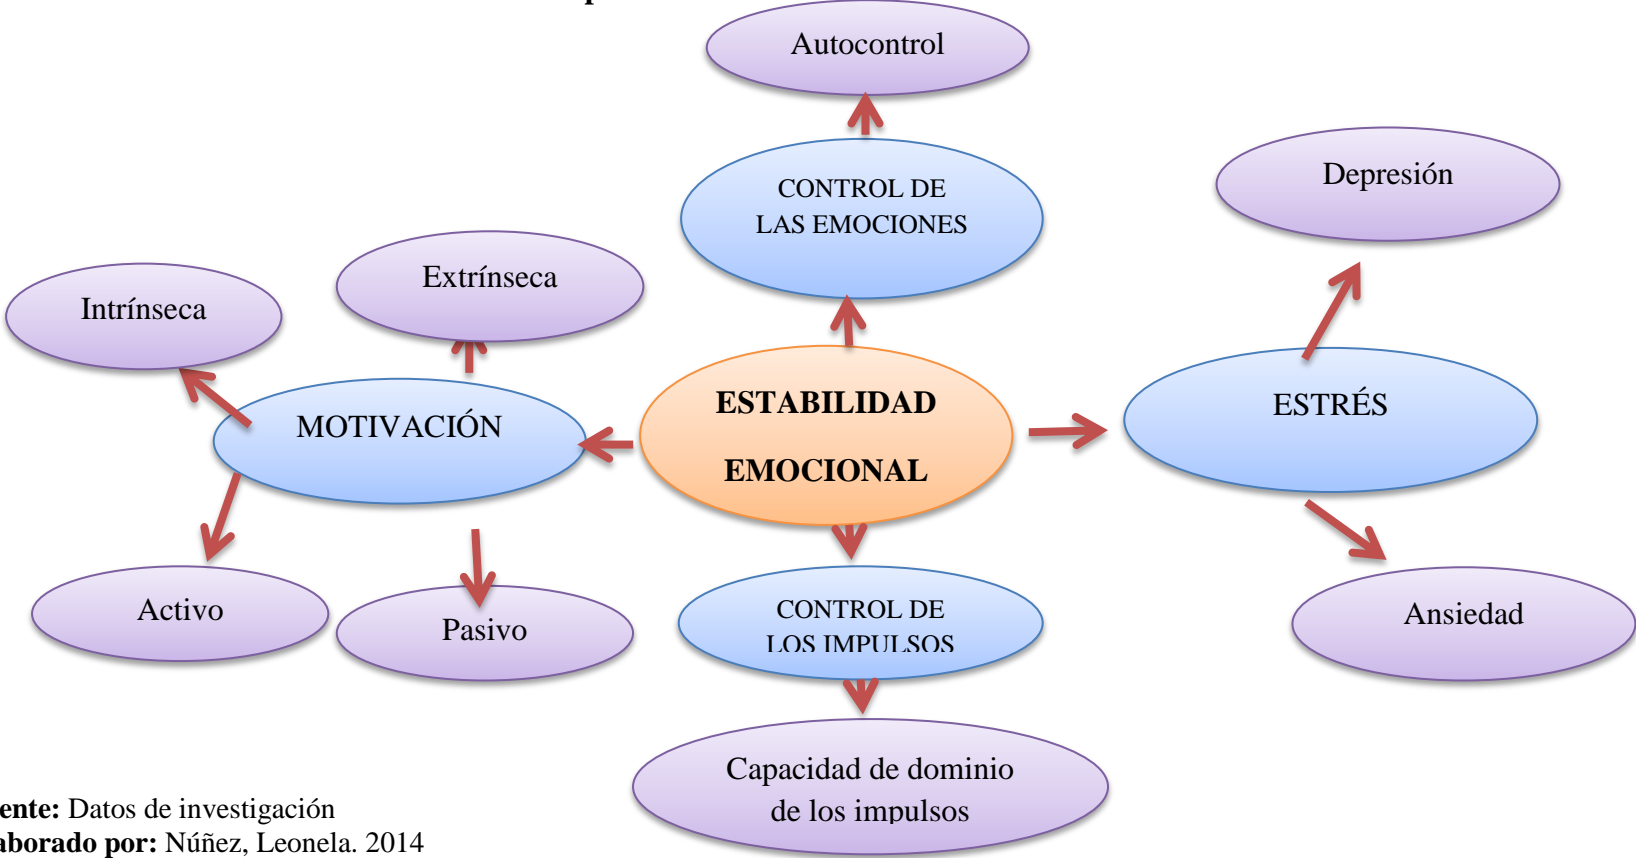 Autocontrol
CONTROL DE
LAS EMOCIONES
Depresión
Extrínseca
Intrínseca
MOTIVACIÓN
ESTABILIDAD
EMOCIONAL
ESTRÉS
Activo
Pasivo
CONTROL DE
LOS IMPULSOS
Ansiedad
Capacidad de dominio
de los impulsos
ente: Datos de investigación
aborado por: Núñez, Leonela. 2014